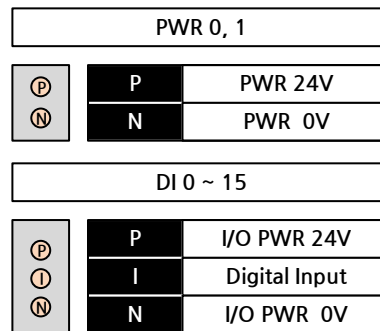 PWR 0, 1
P P PWR 24V
N N PWR 0V
DI 0 ~ 15
P P I/O PWR 24V
I I Digital Input
N N I/O PWR 0V